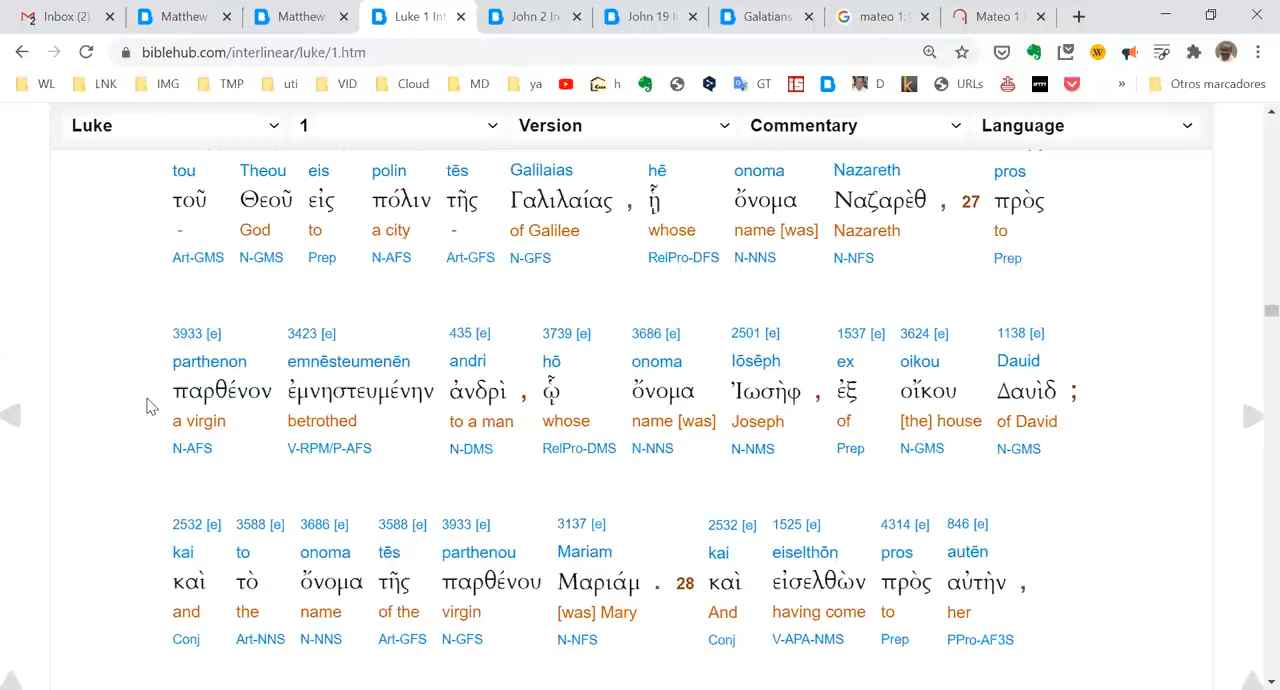 Inbox (2)
Matthew
Matthew
Luke 1 Int
John 2 In
John 19 I
Galatians
mateo 1:1
Mateo 1
biblehub.com/interlinear/luke/1.htm
WL LNK IMG TMP uti VID Cloud MD ya h GT D URLs » Otros marcadores
Luke 1 Version Commentary Language
tou Theou eis polin tēs Galilaias hē onoma Nazareth pros
τοῦ Θεοῦ εἰς πόλιν τῆς Γαλιλαίας , ᾗ ὄνομα Ναζαρὲθ , 27 πρὸς
- God to a city - of Galilee whose name [was] Nazareth to
Art-GMS N-GMS Prep N-AFS Art-GFS N-GFS RelPro-DFS N-NNS N-NFS Prep
3933 [e] 3423 [e] 435 [e] 3739 [e] 3686 [e] 2501 [e] 1537 [e] 3624 [e] 1138 [e]
parthenon emnēsteumenēn andri hō onoma Iōsēph ex oikou Dauid
παρθένον ἐμνηστευμένην ἀνδρὶ , ᾧ ὄνομα Ἰωσὴφ , ἐξ οἴκου Δαυὶδ ;
a virgin betrothed to a man whose name [was] Joseph of [the] house of David
N-AFS V-RPM/P-AFS N-DMS RelPro-DMS N-NNS N-NMS Prep N-GMS N-GMS
2532 [e] 3588 [e] 3686 [e] 3588 [e] 3933 [e] 3137 [e] 2532 [e] 1525 [e] 4314 [e] 846 [e]
kai to onoma tēs parthenou Mariam kai eiselthōn pros autēn
καὶ τὸ ὄνομα τῆς παρθένου Μαριάμ . 28 καὶ εἰσελθὼν πρὸς αὐτὴν ,
and the name of the virgin [was] Mary And having come to her
Conj Art-NNS N-NNS Art-GFS N-GFS N-NFS Conj V-APA-NMS Prep PPro-AF3S